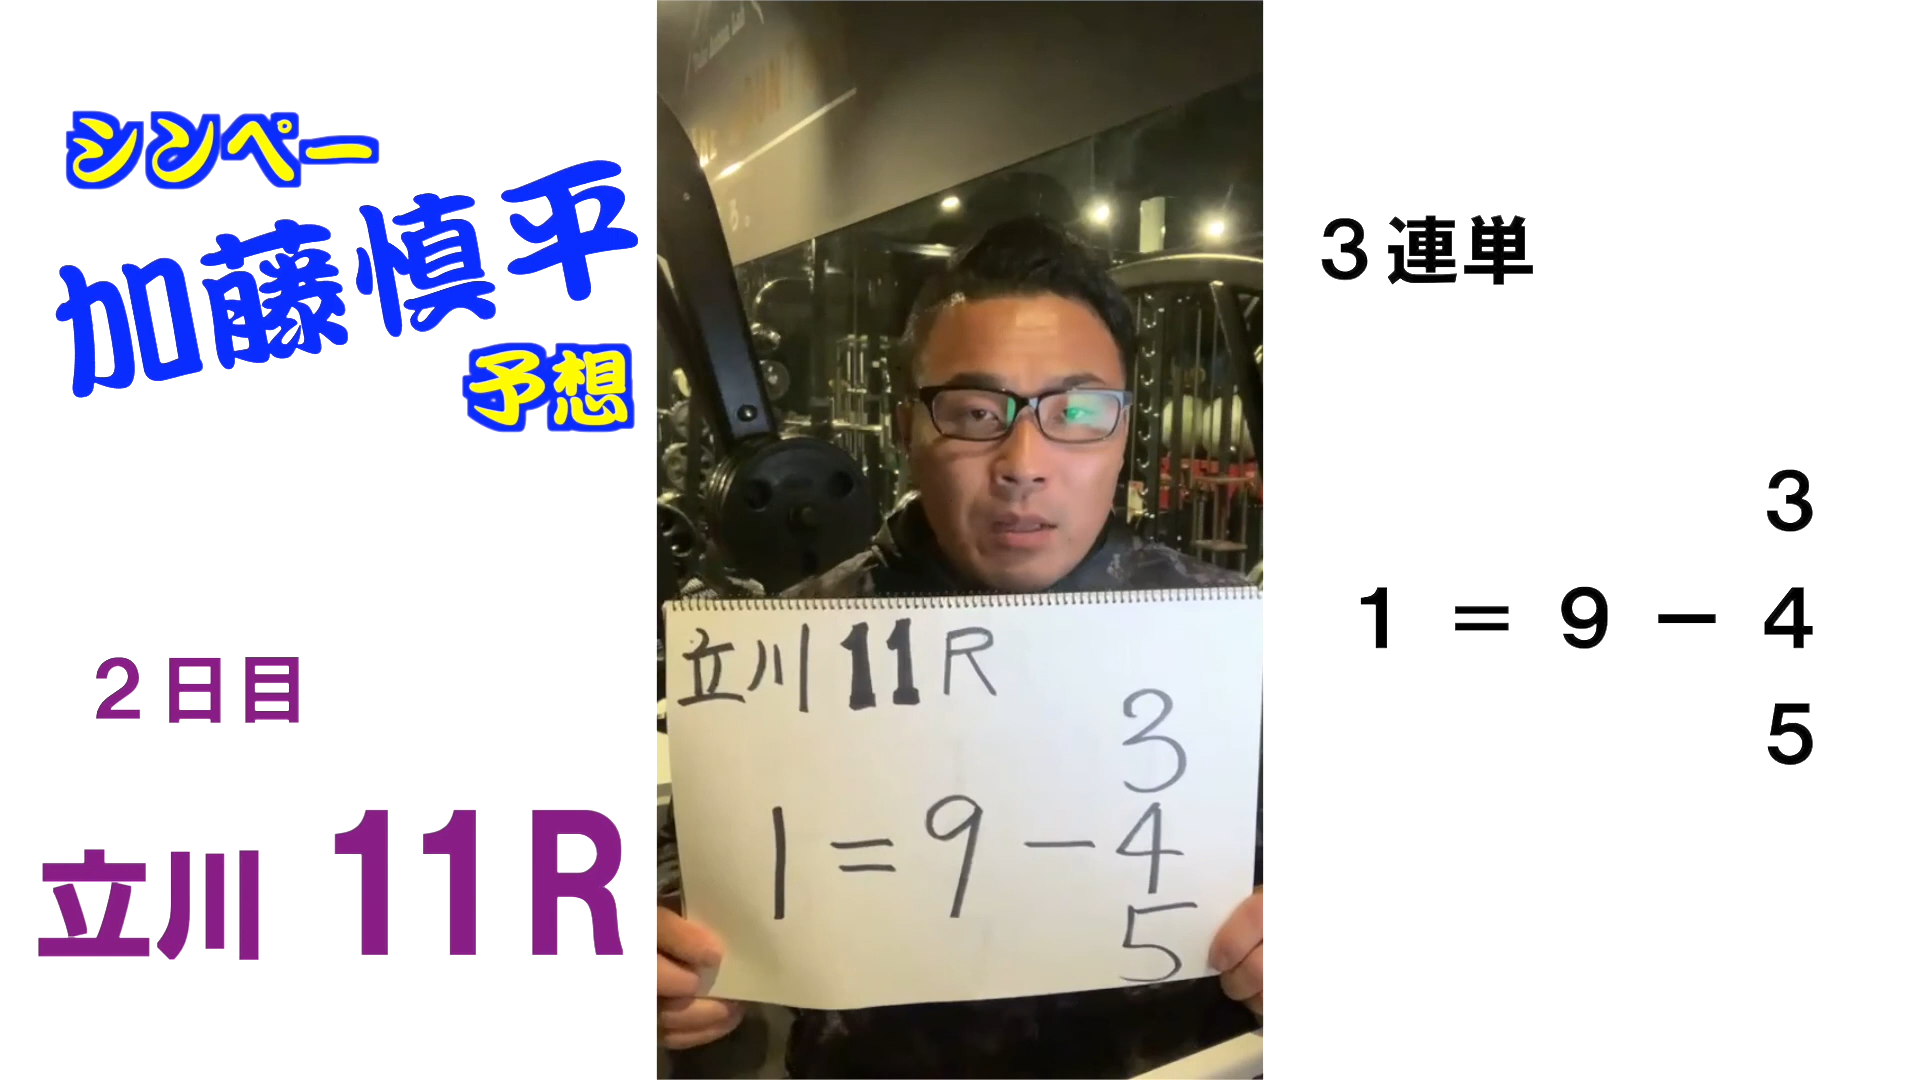 シンペー
加藤慎平
予想
2日目
立川 11R
立川 11 R
3
1 = 9 - 4
5
3連単
3
1 = 9 - 4
5